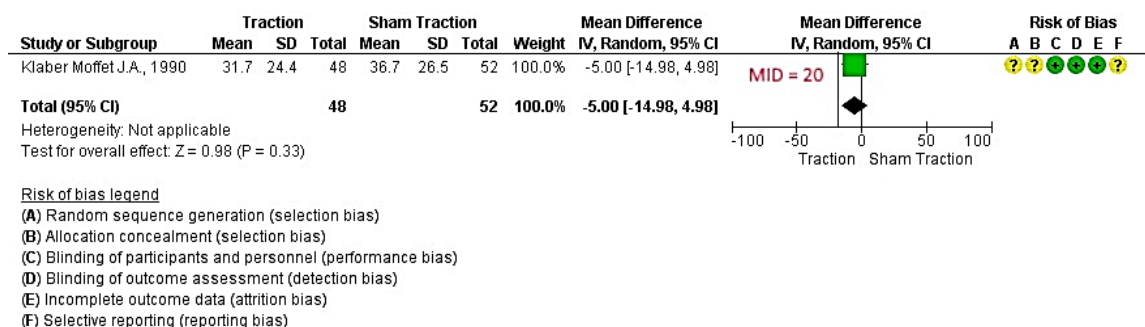 Traction Sham Traction Mean Difference Mean Difference Risk of Bias
Study or Subgroup Mean SD Total Mean SD Total Weight IV, Random, 95% CI IV, Random, 95% CI A B C D E F
Klaber Moffet J.A., 1990 31.7 24.4 48 36.7 26.5 52 100.0% -5.00 [-14.98, 4.98] MID = 20 ? ? + + + ?
Total (95% CI) 48 52 100.0% -5.00 [-14.98, 4.98]
Heterogeneity: Not applicable
Test for overall effect: Z = 0.98 (P = 0.33)
-100 -50 0 50 100
Traction Sham Traction
Risk of bias legend
(A) Random sequence generation (selection bias)
(B) Allocation concealment (selection bias)
(C) Blinding of participants and personnel (performance bias)
(D) Blinding of outcome assessment (detection bias)
(E) Incomplete outcome data (attrition bias)
(F) Selective reporting (reporting bias)